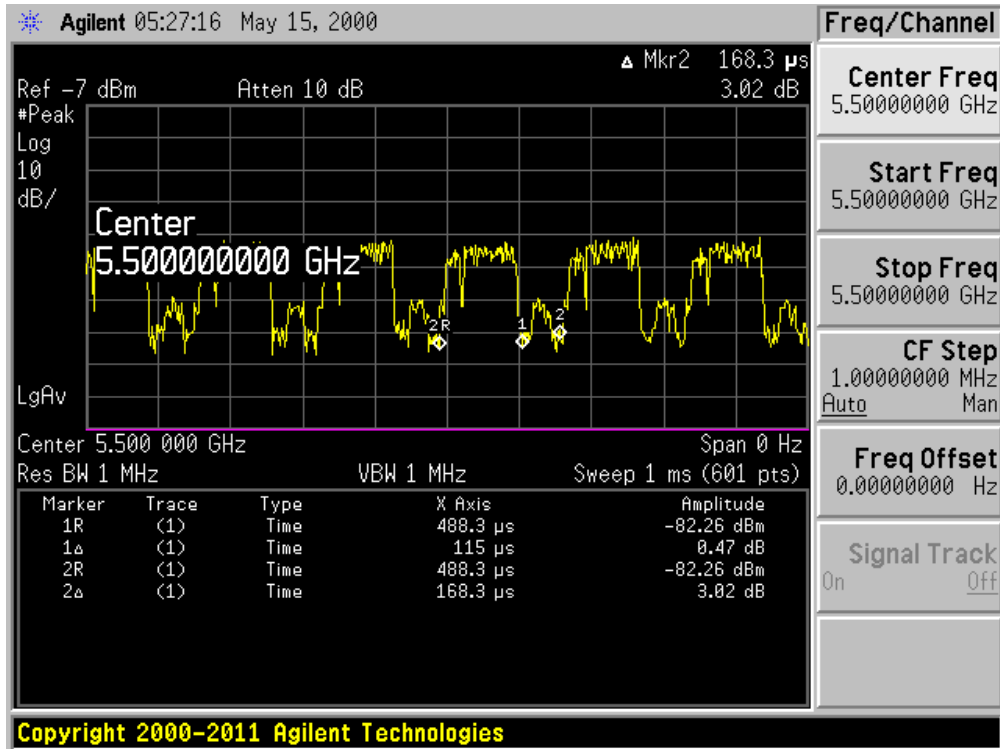 Agilent 05:27:16 May 15, 2000
Freq/Channel
Δ Mkr2 168.3 µs
Ref -7 dBm Atten 10 dB 3.02 dB
#Peak
Log
10
dB/
Center
5.500000000 GHz
2R 1 2
LgAv
Center 5.500 000 GHz Span 0 Hz
Res BW 1 MHz VBW 1 MHz Sweep 1 ms (601 pts)
Marker Trace Type X Axis Amplitude
1R (1) Time 488.3 µs -82.26 dBm
1Δ (1) Time 115 µs 0.47 dB
2R (1) Time 488.3 µs -82.26 dBm
2Δ (1) Time 168.3 µs 3.02 dB
Center Freq
5.50000000 GHz
Start Freq
5.50000000 GHz
Stop Freq
5.50000000 GHz
CF Step
1.00000000 MHz
Auto Man
Freq Offset
0.00000000 Hz
Signal Track
On Off
Copyright 2000-2011 Agilent Technologies